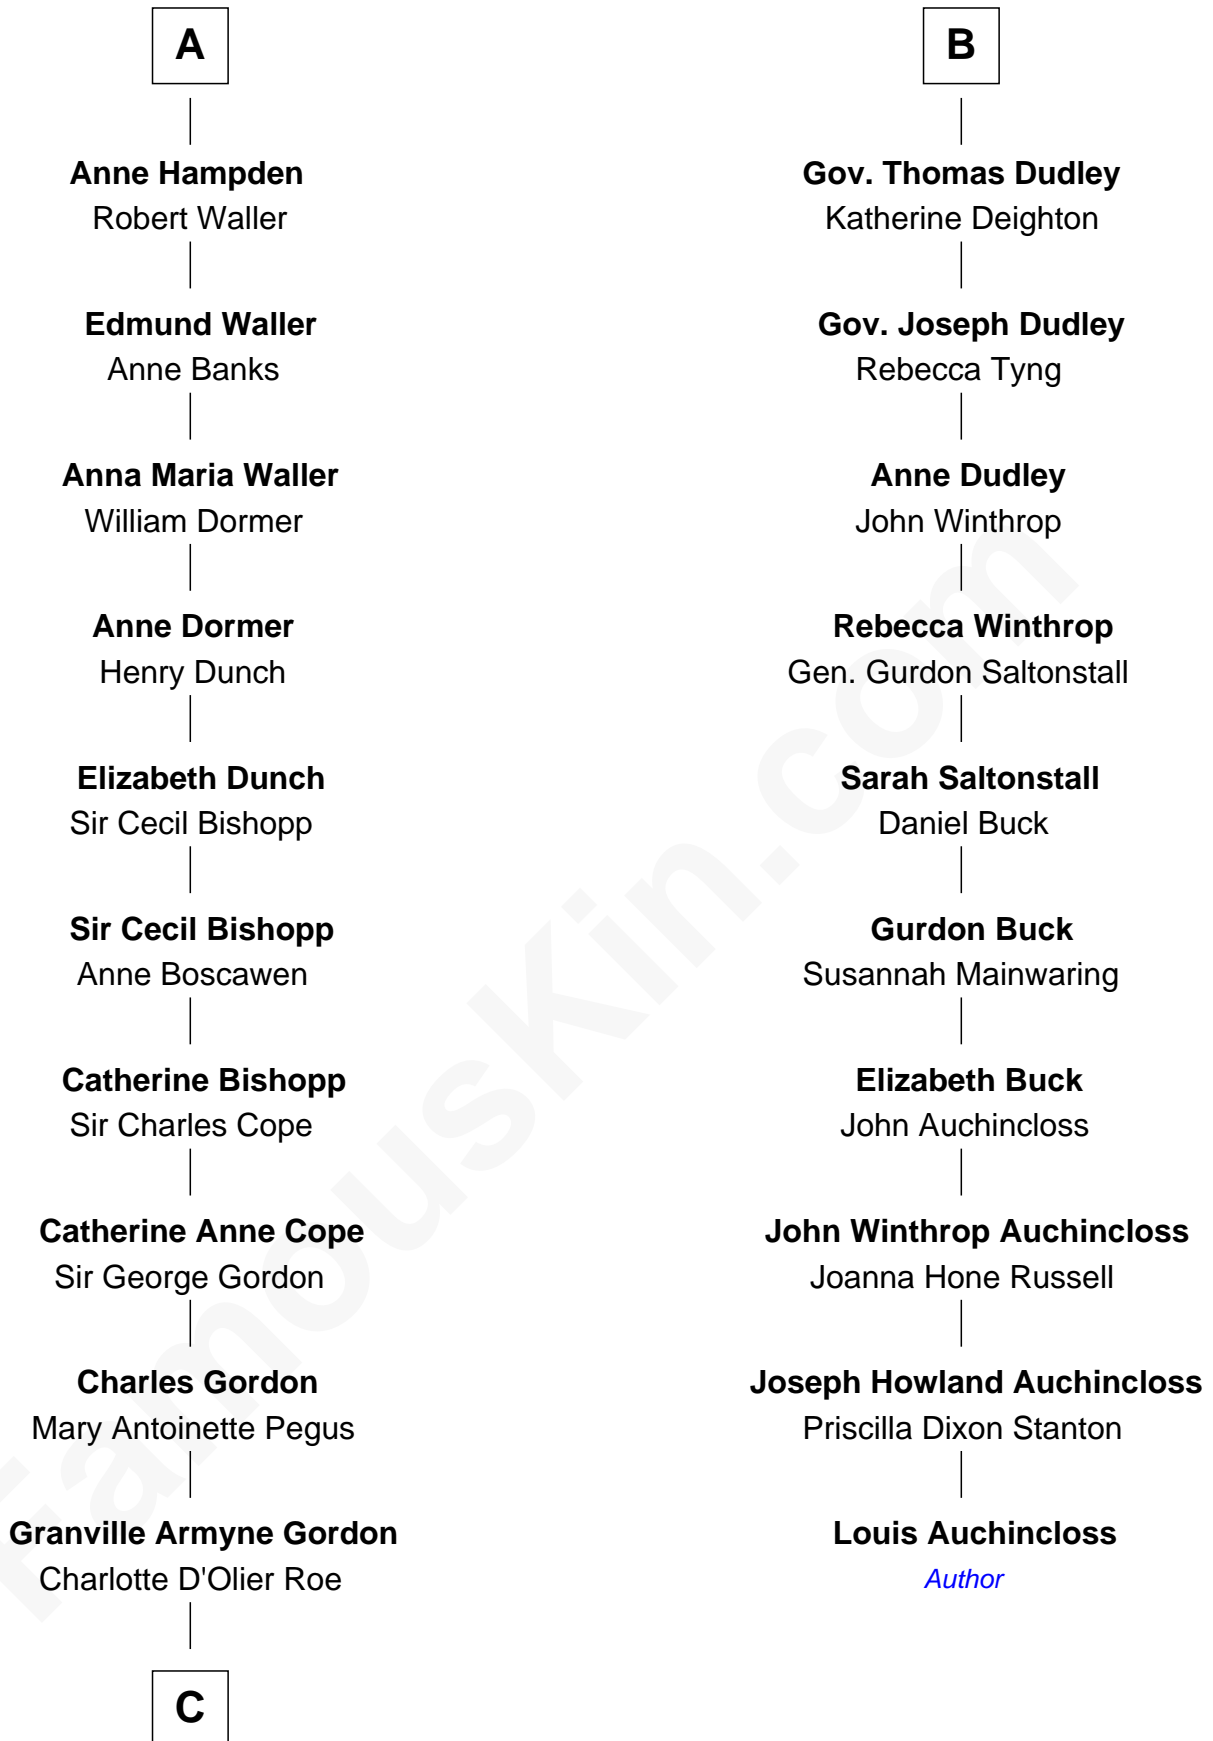 A
Anne Hampden
Robert Waller
Edmund Waller
Anne Banks
Anna Maria Waller
William Dormer
Anne Dormer
Henry Dunch
Elizabeth Dunch
Sir Cecil Bishopp
Sir Cecil Bishopp
Anne Boscawen
Catherine Bishopp
Sir Charles Cope
Catherine Anne Cope
Sir George Gordon
Charles Gordon
Mary Antoinette Pegus
Granville Armyne Gordon
Charlotte D'Olier Roe
C
B
Gov. Thomas Dudley
Katherine Deighton
Gov. Joseph Dudley
Rebecca Tyng
Anne Dudley
John Winthrop
Rebecca Winthrop
Gen. Gurdon Saltonstall
Sarah Saltonstall
Daniel Buck
Gurdon Buck
Susannah Mainwaring
Elizabeth Buck
John Auchincloss
John Winthrop Auchincloss
Joanna Hone Russell
Joseph Howland Auchincloss
Priscilla Dixon Stanton
Louis Auchincloss
Author
FamousKin.com